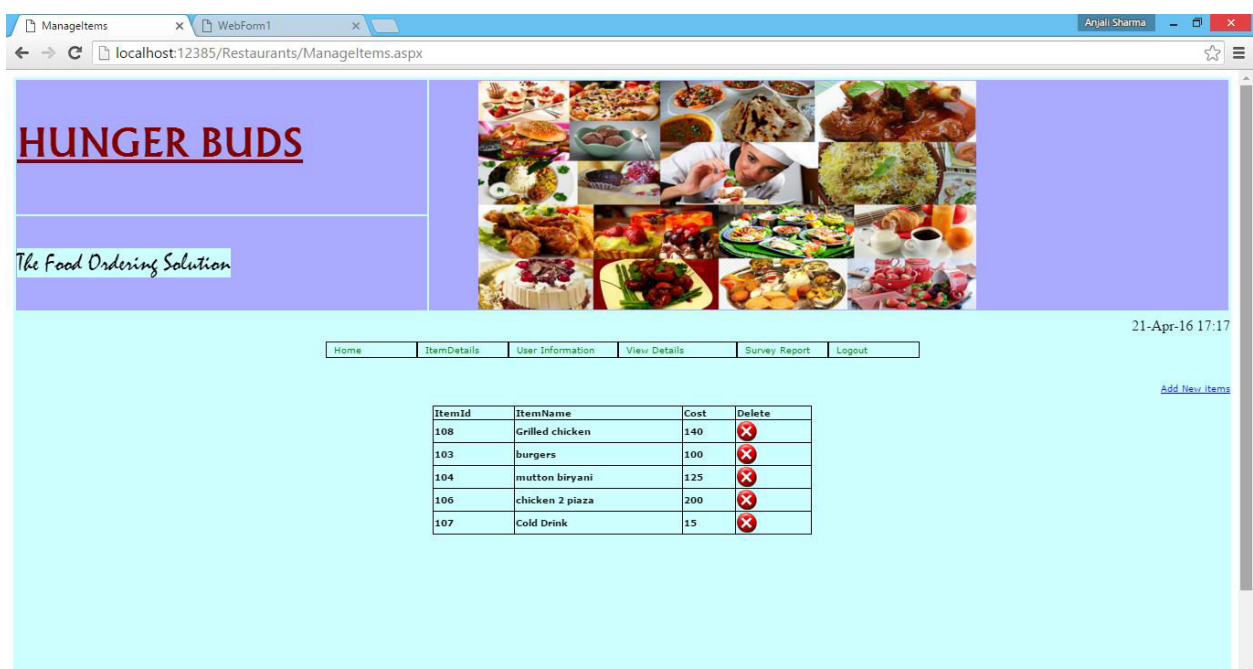 ManageItems WebForm1 Anjali Sharma
localhost:12385/Restaurants/ManageItems.aspx
HUNGER BUDS
The Food Ordering Solution
21-Apr-16 17:17
Home ItemDetails User Information View Details Survey Report Logout
Add New items
ItemId ItemName Cost Delete
108 Grilled chicken 140
103 burgers 100
104 mutton biryani 125
106 chicken 2 piaza 200
107 Cold Drink 15